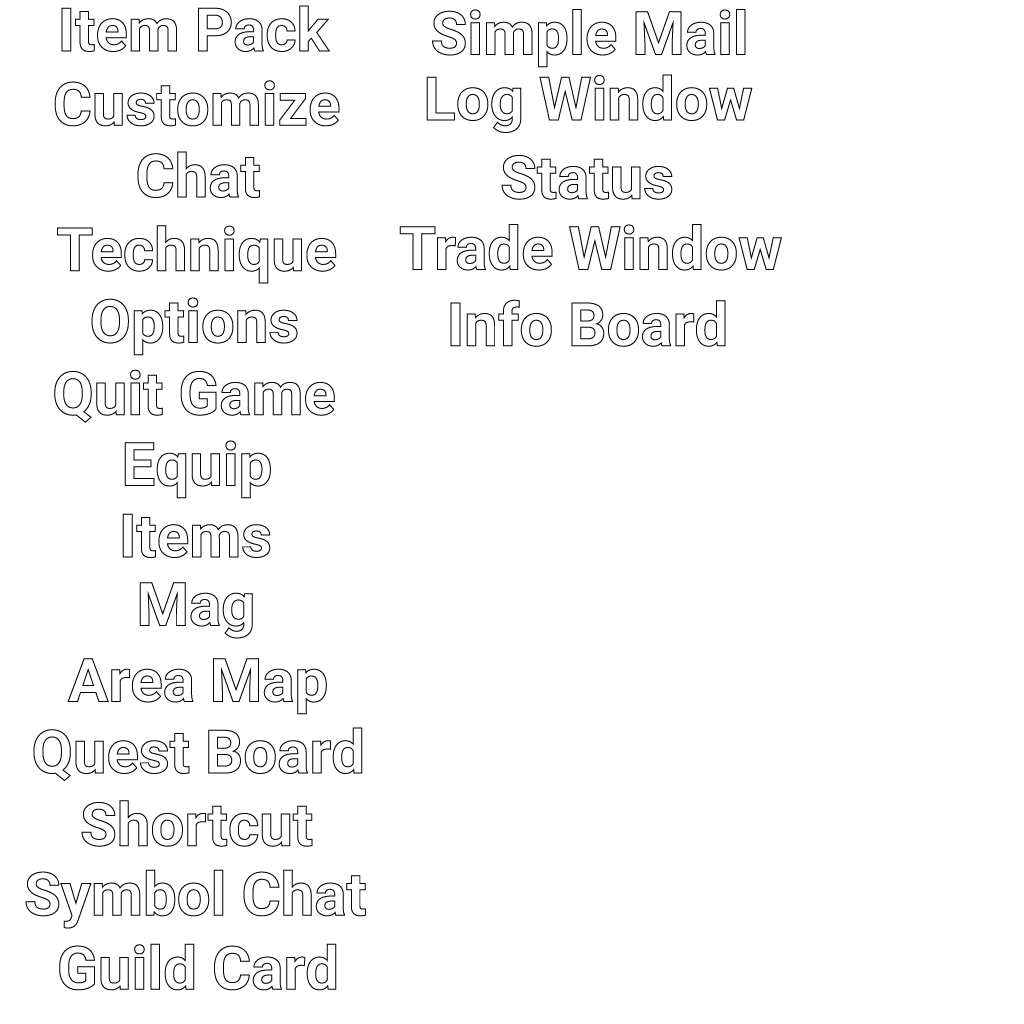 Item Pack
Customize
Chat
Technique
Options
Quit Game
Equip
Items
Mag
Area Map
Quest Board
Shortcut
Symbol Chat
Guild Card
Simple Mail
Log Window
Status
Trade Window
Info Board